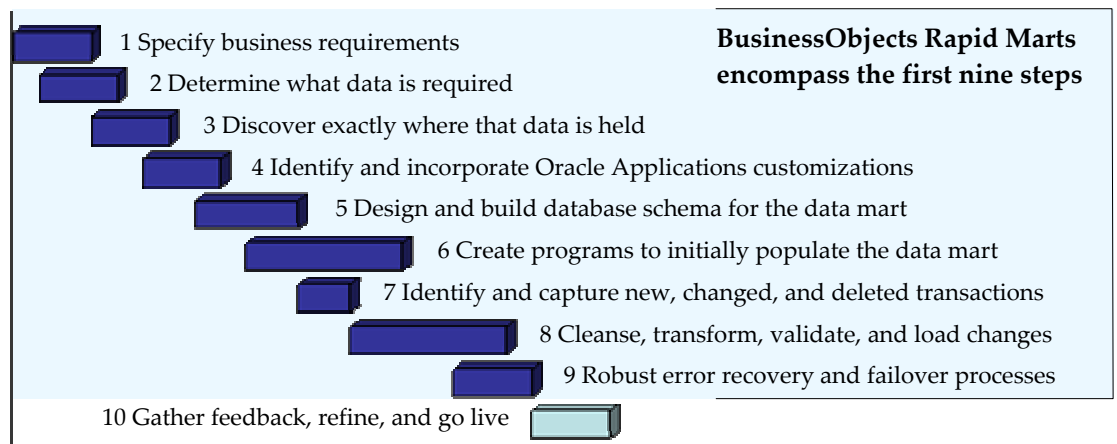 BusinessObjects Rapid Marts
encompass the first nine steps
1 Specify business requirements
2 Determine what data is required
3 Discover exactly where that data is held
4 Identify and incorporate Oracle Applications customizations
5 Design and build database schema for the data mart
6 Create programs to initially populate the data mart
7 Identify and capture new, changed, and deleted transactions
8 Cleanse, transform, validate, and load changes
9 Robust error recovery and failover processes
10 Gather feedback, refine, and go live